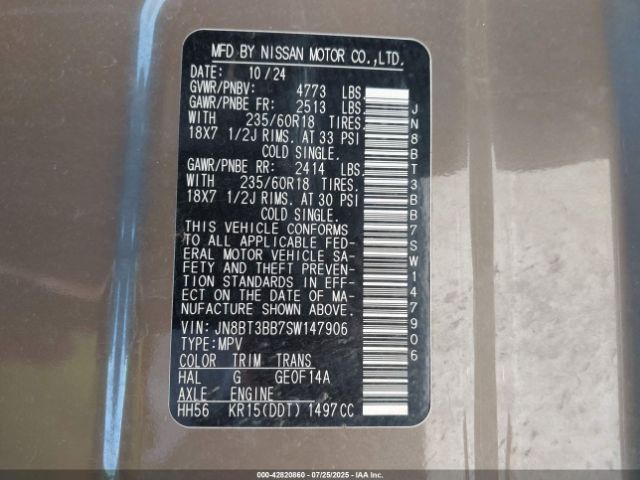 MFD BY NISSAN MOTOR CO.,LTD.
DATE: 10/24
GVWR/PNBV: 4773 LBS
GAWR/PNBE FR: 2513 LBS
WITH 235/60R18 TIRES.
18X7 1/2J RIMS. AT 33 PSI
COLD SINGLE.
GAWR/PNBE RR: 2414 LBS
WITH 235/60R18 TIRES.
18X7 1/2J RIMS. AT 30 PSI
COLD SINGLE.
THIS VEHICLE CONFORMS
TO ALL APPLICABLE FED-
ERAL MOTOR VEHICLE SA-
FETY AND THEFT PREVEN-
TION STANDARDS IN EFF-
ECT ON THE DATE OF MA-
NUFACTURE SHOWN ABOVE.
VIN: JN8BT3BB7SW147906
TYPE:MPV
COLOR TRIM TRANS
HAL G GE0F14A
AXLE ENGINE
HH56 KR15(DDT) 1497CC
JN8BT3BB7SW147906
000-42820860 - 07/25/2025 - IAAI.com